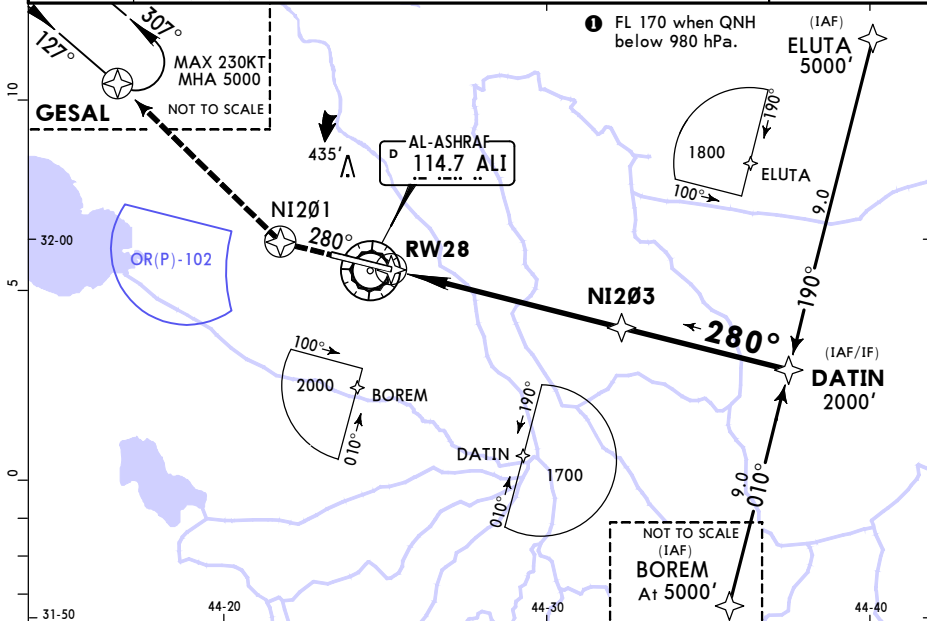 307°
127°
MAX 230KT
MHA 5000
GESAL
NOT TO SCALE
❶ FL 170 when QNH
below 980 hPa.
(IAF)
ELUTA
5000'
10
435'
AL-ASHRAF
D 114.7 ALI
190°
1800
ELUTA
100°
9.0
NI2Ø1
280°
RW28
32-00
OR(P)-102
5
190°
NI2Ø3
280°
(IAF/IF)
DATIN
2000'
100°
2000
BOREM
010°
190°
DATIN
1700
010°
9.0
010°
0
NOT TO SCALE
(IAF)
BOREM
At 5000'
31-50
44-20
44-30
44-40